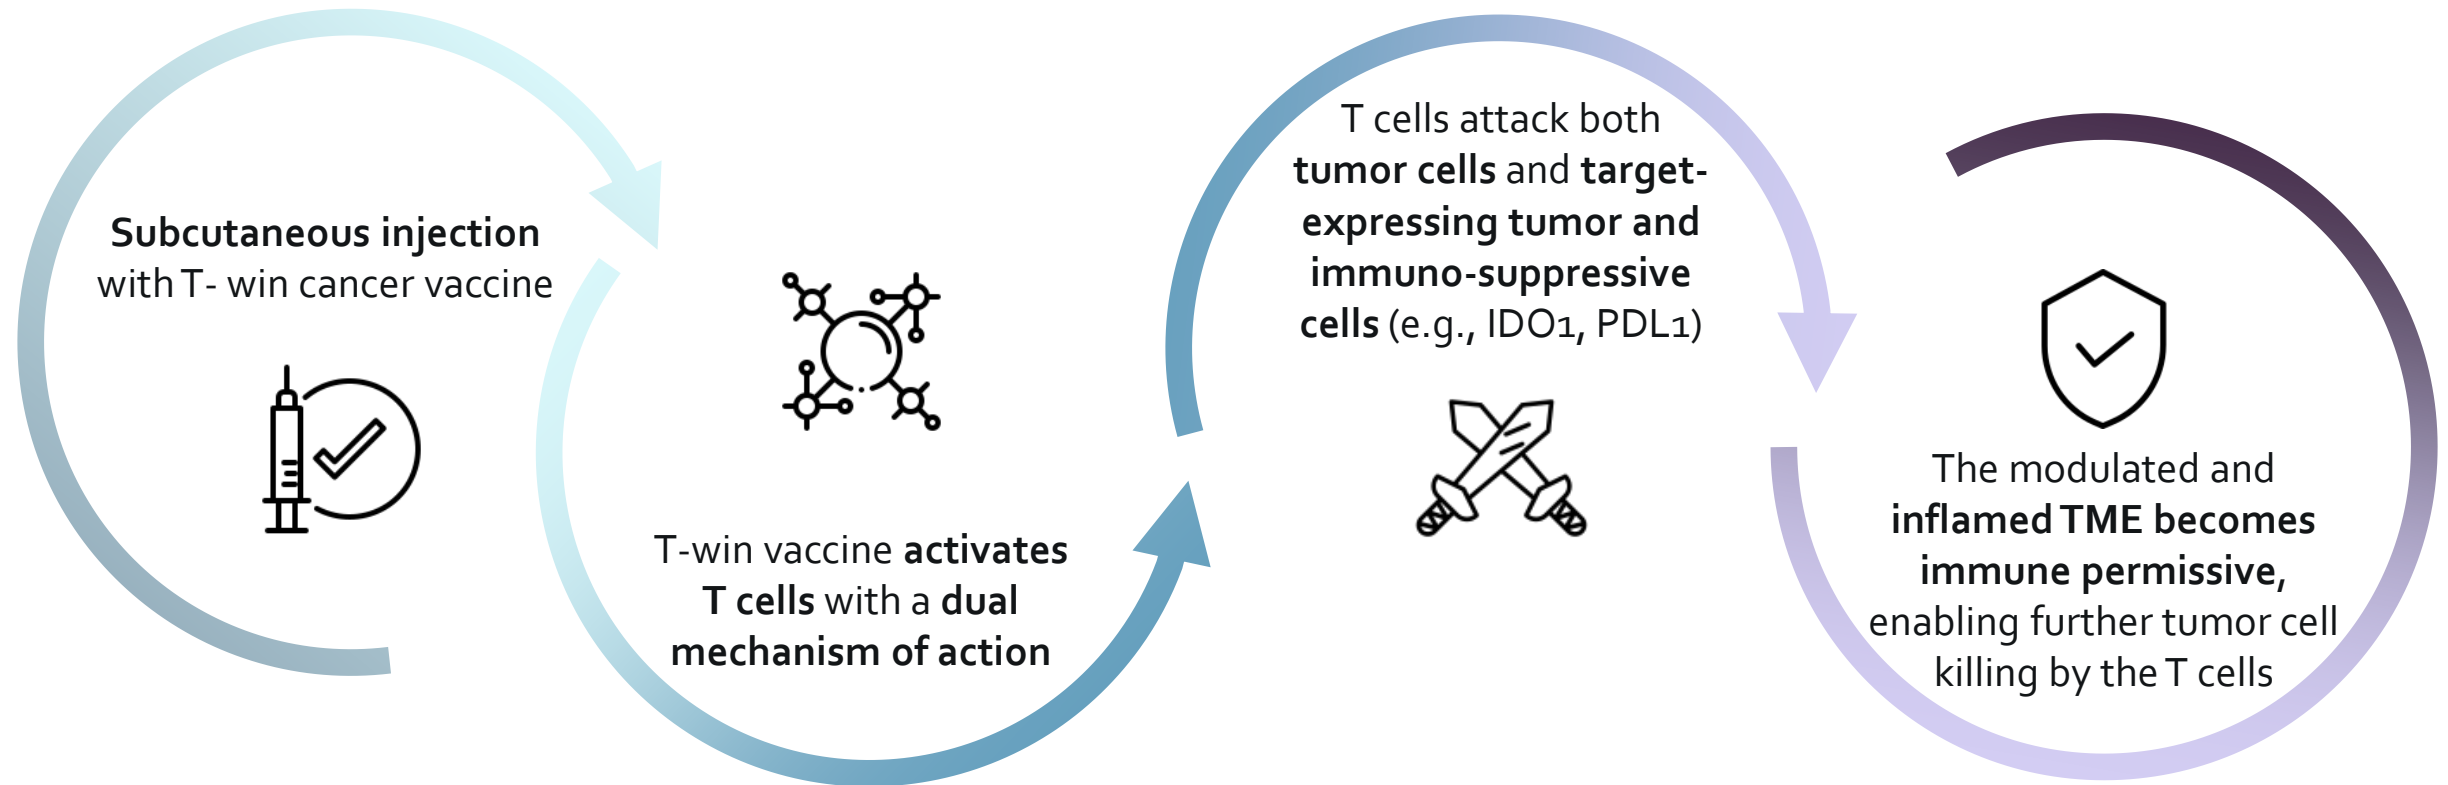 Subcutaneous injection
with T- win cancer vaccine
T-win vaccine activates
T cells with a dual
mechanism of action
T cells attack both
tumor cells and target-
expressing tumor and
immuno-suppressive
cells (e.g., IDO1, PDL1)
The modulated and
inflamed TME becomes
immune permissive,
enabling further tumor cell
killing by the T cells